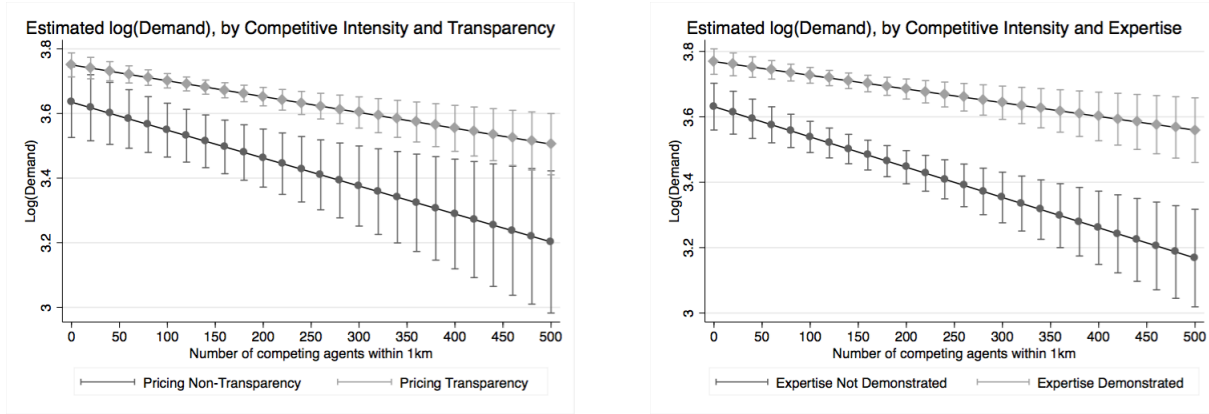 Estimated log(Demand), by Competitive Intensity and Transparency
3.8
3.6
3.4
3.2
3
Log(Demand)
0 50 100 150 200 250 300 350 400 450 500
Number of competing agents within 1km
Pricing Non-Transparency Pricing Transparency
Estimated log(Demand), by Competitive Intensity and Expertise
3.8
3.6
3.4
3.2
3
Log(Demand)
0 50 100 150 200 250 300 350 400 450 500
Number of competing agents within 1km
Expertise Not Demonstrated Expertise Demonstrated